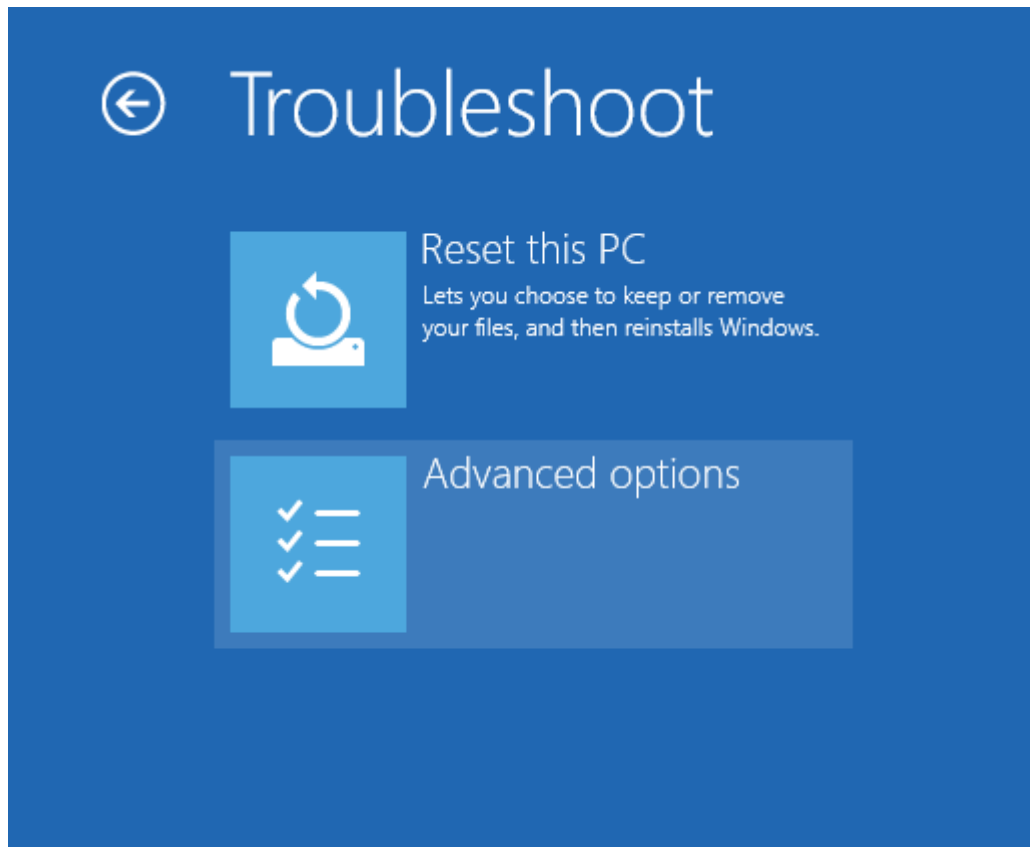 Troubleshoot
Reset this PC
Lets you choose to keep or remove
your files, and then reinstalls Windows.
Advanced options